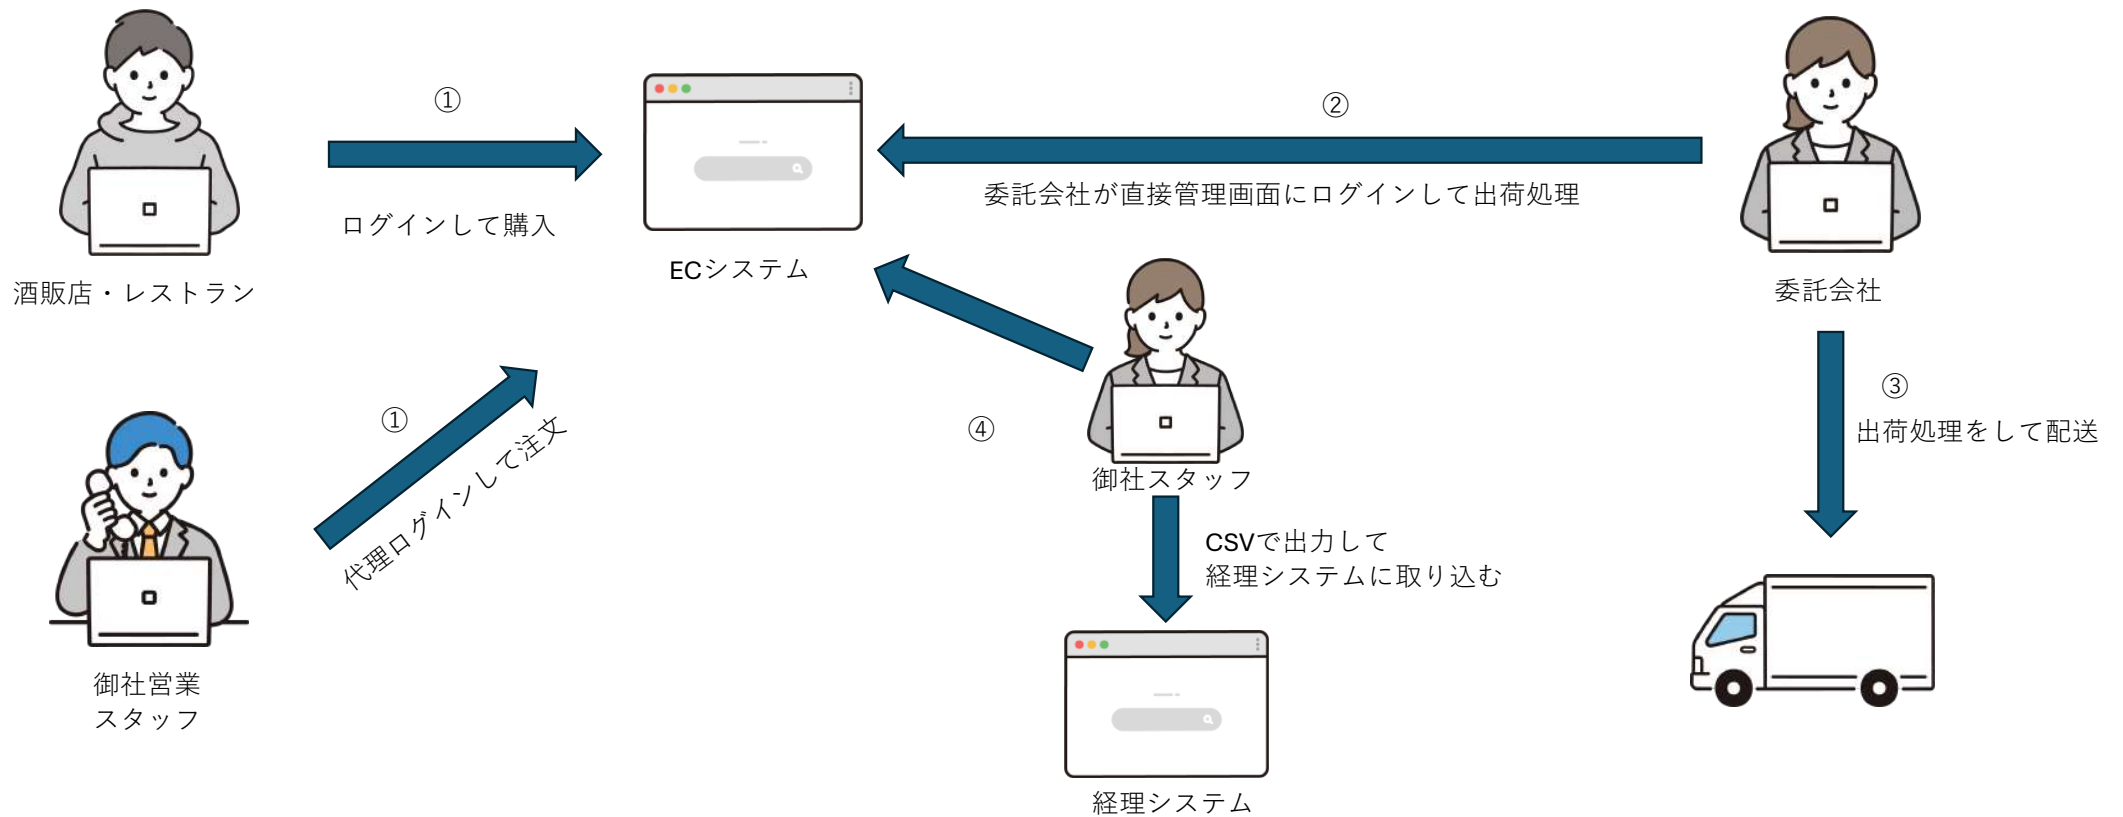 ①
ログインして購入
酒販店・レストラン
ECシステム
②
委託会社が直接管理画面にログインして出荷処理
委託会社
①
代理ログインして注文
御社営業
スタッフ
④
御社スタッフ
CSVで出力して
経理システムに取り込む
経理システム
③
出荷処理をして配送